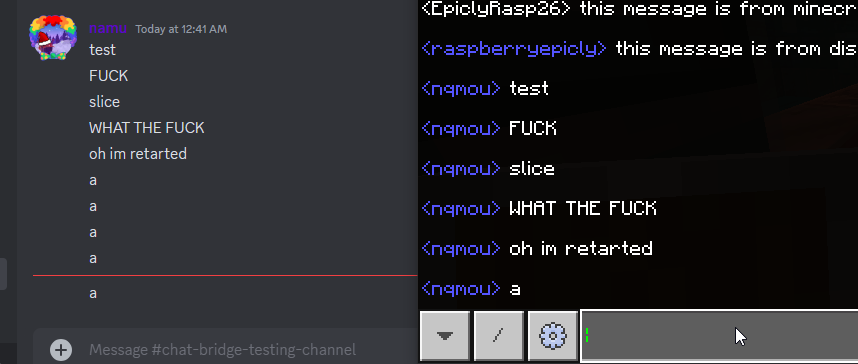 Today at 12:41 AM
test
FUCK
slice
WHAT THE FUCK
oh im retarted
a
a
a
a
a
Message #chat-bridge-testing-channel
<EpiclyRasp26> this message is from minecr
<raspberryepicly> this message is from dis
<nqmou> test
<nqmou> FUCK
<nqmou> slice
<nqmou> WHAT THE FUCK
<nqmou> oh im retarted
<nqmou> a
/